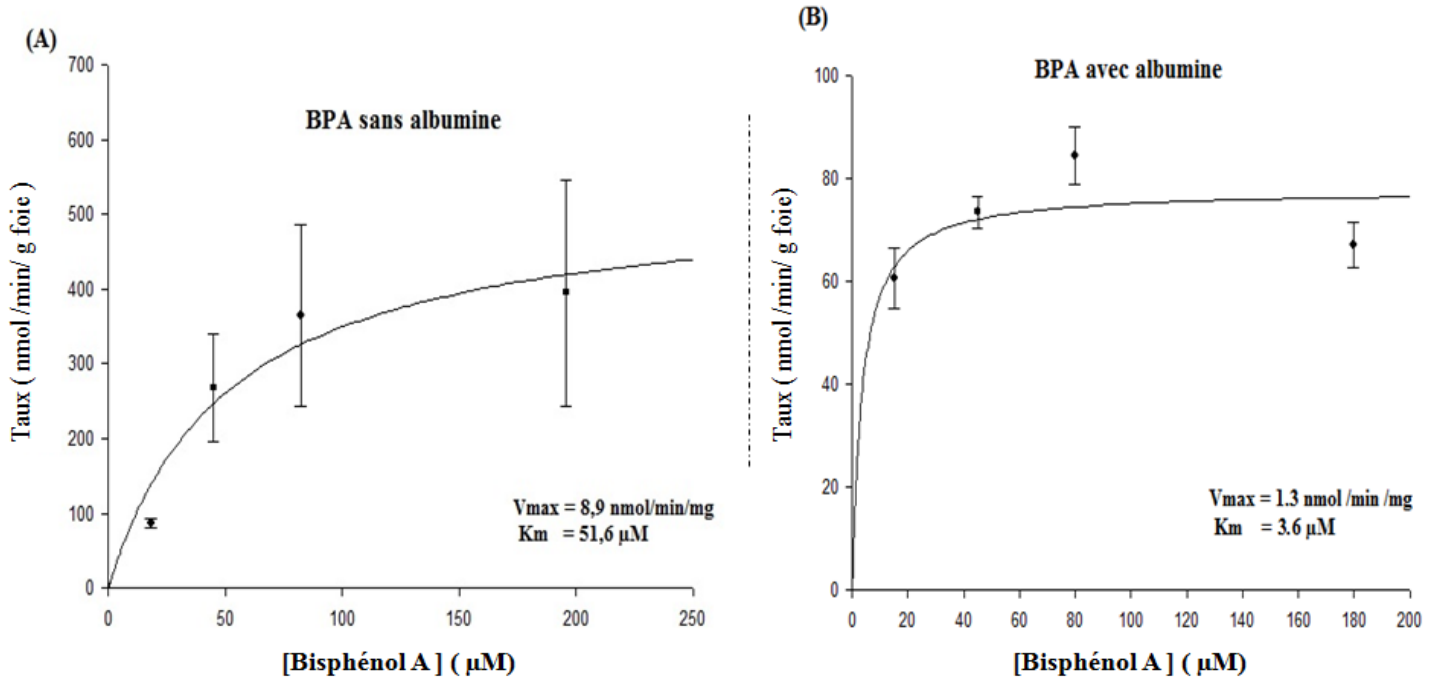 (A)
700
600
500
400
300
200
100
0
0 50 100 150 200 250
BPA sans albumine
Taux ( nmol /min/ g foie )
Vmax = 8,9 nmol/min/mg
Km = 51,6 µM
[Bisphénol A ] ( µM)
(B)
100
80
60
40
20
0
0 20 40 60 80 100 120 140 160 180 200
BPA avec albumine
Taux ( nmol /min/ g foie )
Vmax = 1.3 nmol /min /mg
Km = 3.6 µM
[Bisphénol A ] ( µM)